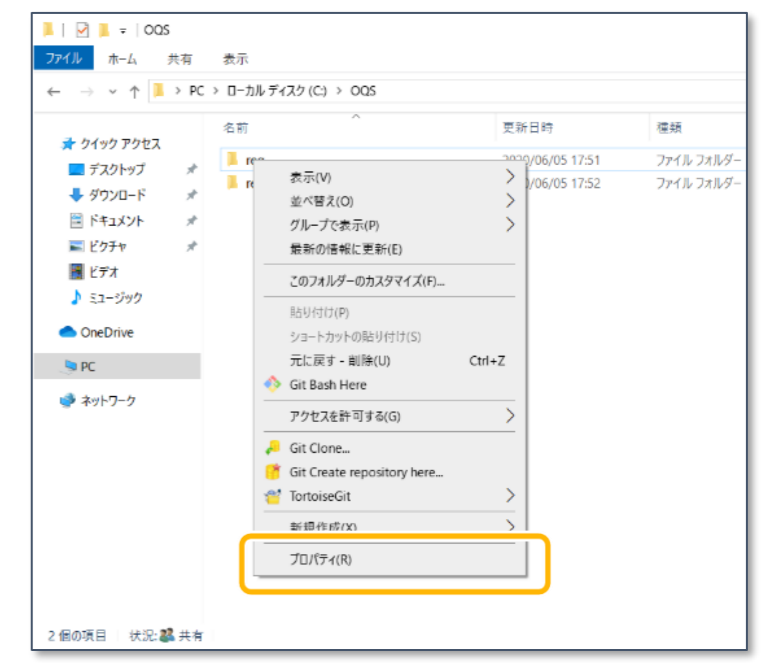 OQS
ファイル ホーム 共有 表示
PC > ローカル ディスク (C:) > OQS
名前 更新日時 種類
クイック アクセス
デスクトップ
ダウンロード
ドキュメント
ピクチャ
ビデオ
ミュージック
OneDrive
PC
ネットワーク
17:51 ファイル フォルダー
/06/05 17:52 ファイル フォルダー
表示(V)
並べ替え(O)
グループで表示(P)
最新の情報に更新(E)
このフォルダーのカスタマイズ(F)...
貼り付け(P)
ショートカットの貼り付け(S)
元に戻す - 削除(U) Ctrl+Z
Git Bash Here
アクセスを許可する(G)
Git Clone...
Git Create repository here...
TortoiseGit
新規作成(X)
プロパティ(R)
2 個の項目 状況: 共有